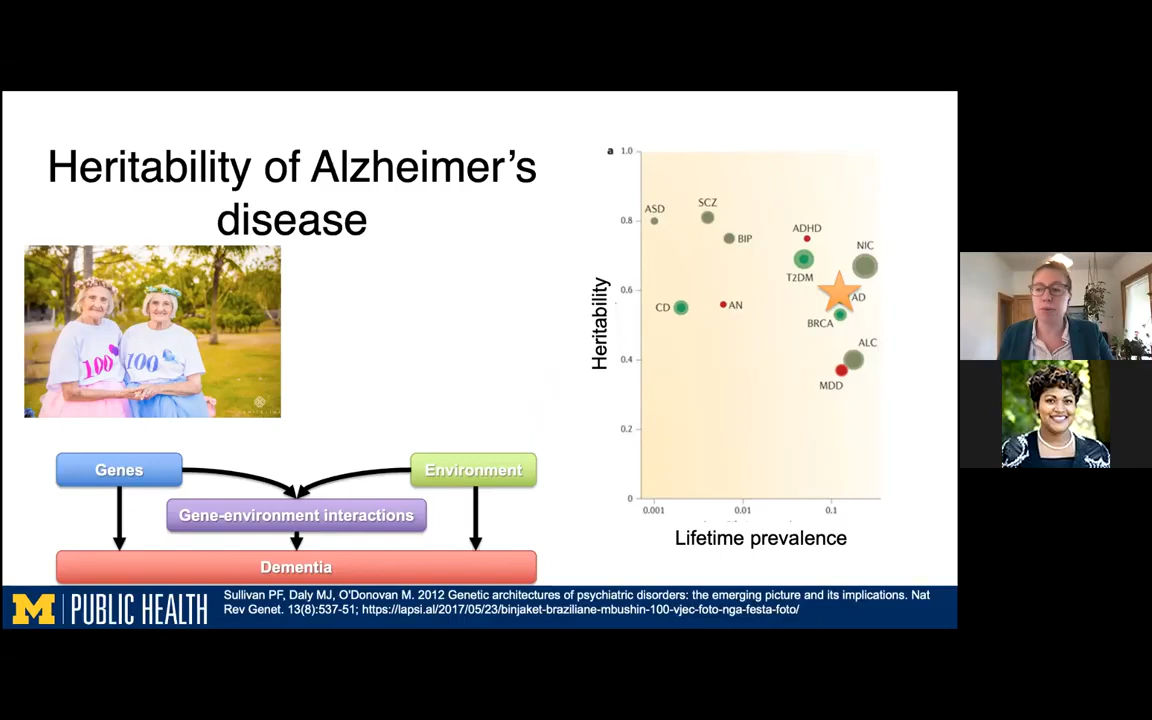 Heritability of Alzheimer's
disease
100 100
Genes
Environment
Gene-environment interactions
Dementia
a
1.0
0.8
0.6
0.4
0.2
0
Heritability
ASD
SCZ
BIP
ADHD
NIC
T2DM
AD
CD
AN
BRCA
ALC
MDD
0.001 0.01 0.1
Lifetime prevalence
M PUBLIC HEALTH
Sullivan PF, Daly MJ, O'Donovan M. 2012 Genetic architectures of psychiatric disorders: the emerging picture and its implications. Nat
Rev Genet. 13(8):537-51; https://lapsi.al/2017/05/23/binjaket-braziliane-mbushin-100-vjec-foto-nga-festa-foto/